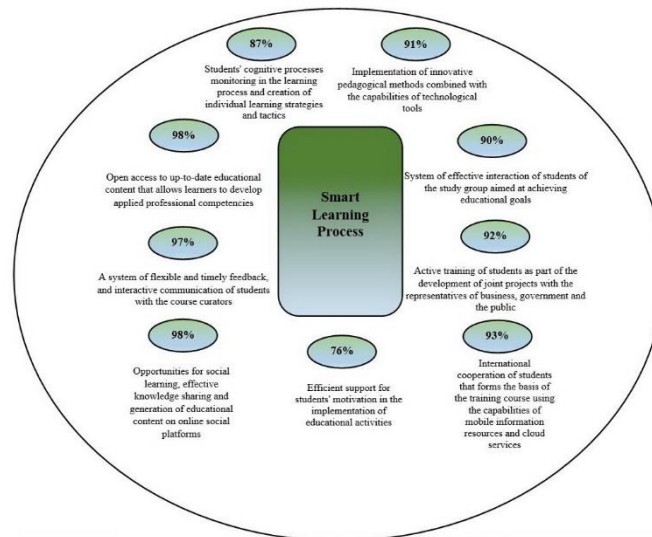 87%
Students' cognitive processes
monitoring in the learning
process and creation of
individual learning strategies
and tactics
91%
Implementation of innovative
pedagogical methods combined with
the capabilities of technological
tools
98%
Open access to up-to-date educational
content that allows learners to develop
applied professional competencies
Smart
Learning
Process
90%
System of effective interaction of students of
the study group aimed at achieving
educational goals
97%
A system of flexible and timely feedback,
and interactive communication of students
with the course curators
92%
Active training of students as part of the
development of joint projects with the
representatives of business, government and
the public
98%
Opportunities for social
learning, effective
knowledge sharing and
generation of educational
content on online social
platforms
76%
Efficient support for
students' motivation in the
implementation of
educational activities
93%
International
cooperation of students
that forms the basis of
the training course using
the capabilities of
mobile information
resources and cloud
services